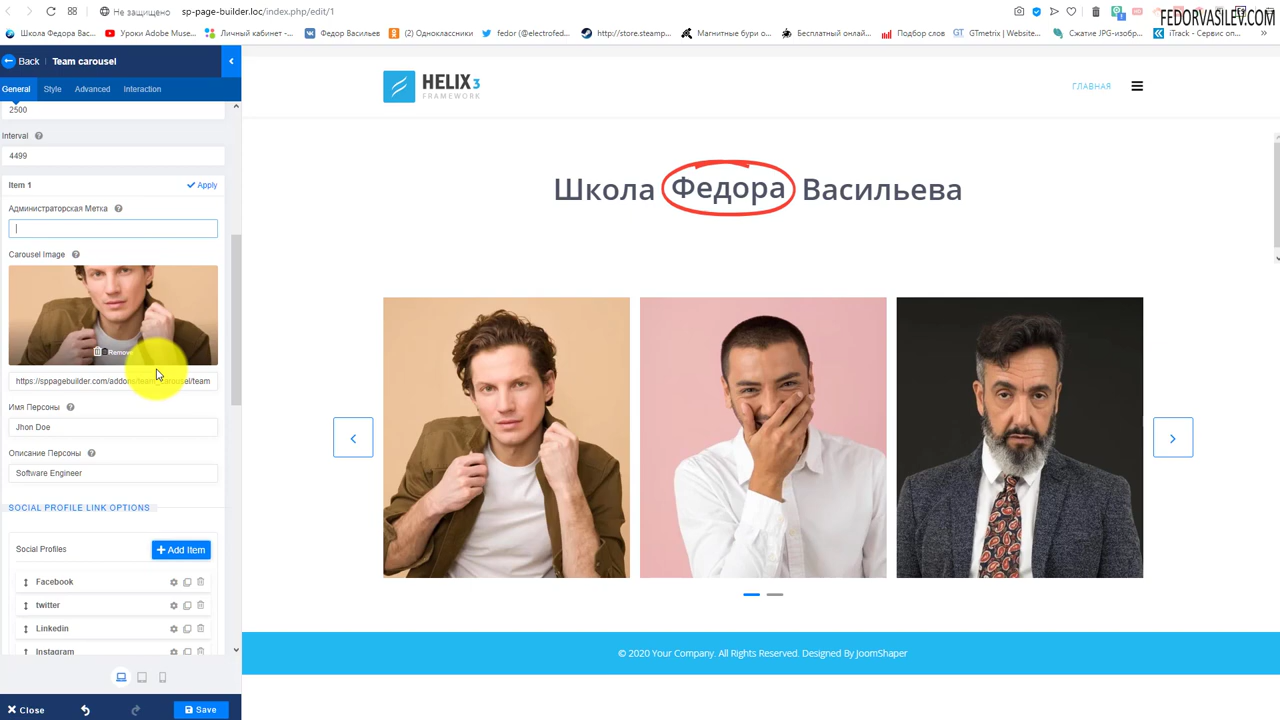 Не защищено sp-page-builder.loc/index.php/edit/1
FEDORVASILEV.COM
Школа Федора Вас... Уроки Adobe Muse... Личный кабинет -... Федор Васильев (2) Одноклассники fedor (@electrofed... http://store.steamp... Магнитные бури о... Бесплатный онлай... Подбор слов GTmetrix | Website... Сжатие JPG-изобр... iTrack - Сервис оп...
Back Team carousel
General Style Advanced Interaction
2500
Interval
4499
Item 1 Apply
Администраторская Метка
Carousel Image
Remove
https://sppagebuilder.com/addons/team_carousel/team
Имя Персоны
Jhon Doe
Описание Персоны
Software Engineer
SOCIAL PROFILE LINK OPTIONS
Social Profiles + Add Item
Facebook
twitter
Linkedin
Instagram
Close Save
HELIX3
FRAMEWORK
ГЛАВНАЯ
Школа Федора Васильева
© 2020 Your Company. All Rights Reserved. Designed By JoomShaper